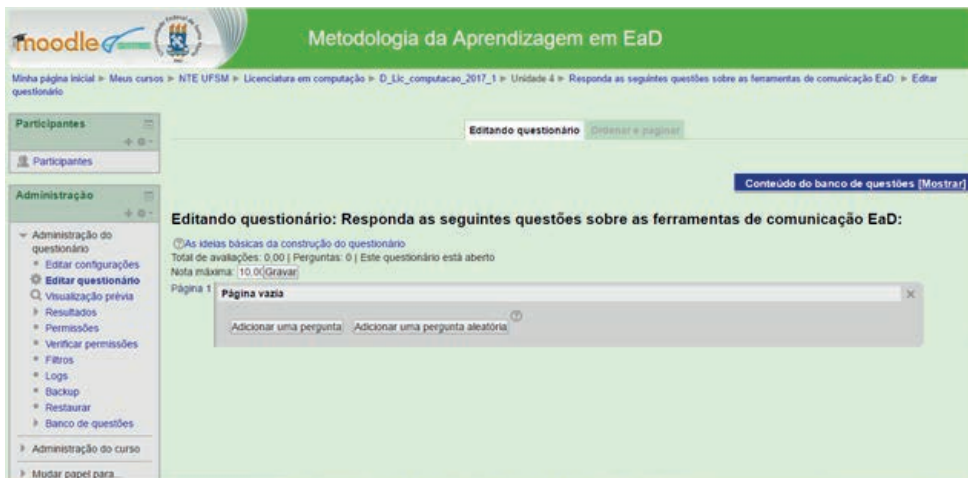 moodle
Metodologia da Aprendizagem em EaD
Minha página inicial ► Meus cursos ► NTE UFSM ► Licenciatura em computação ► D_Lic_computacao_2017_1 ► Unidade 4 ► Responda as seguintes questões sobre as ferramentas de comunicação EaD: ► Editar
questionário
Participantes
Participantes
Administração
Administração do
questionário
Editar configurações
Editar questionário
Visualização prévia
Resultados
Permissões
Verificar permissões
Filtros
Logs
Backup
Restaurar
Banco de questões
Administração do curso
Mudar papel para...
Editando questionário Ordenar e paginar
Conteúdo do banco de questões [Mostrar]
Editando questionário: Responda as seguintes questões sobre as ferramentas de comunicação EaD:
As ideias básicas da construção do questionário
Total de avaliações: 0,00 | Perguntas: 0 | Este questionário está aberto
Nota máxima: 10,00 Gravar
Página 1 Página vazia
Adicionar uma pergunta Adicionar uma pergunta aleatória